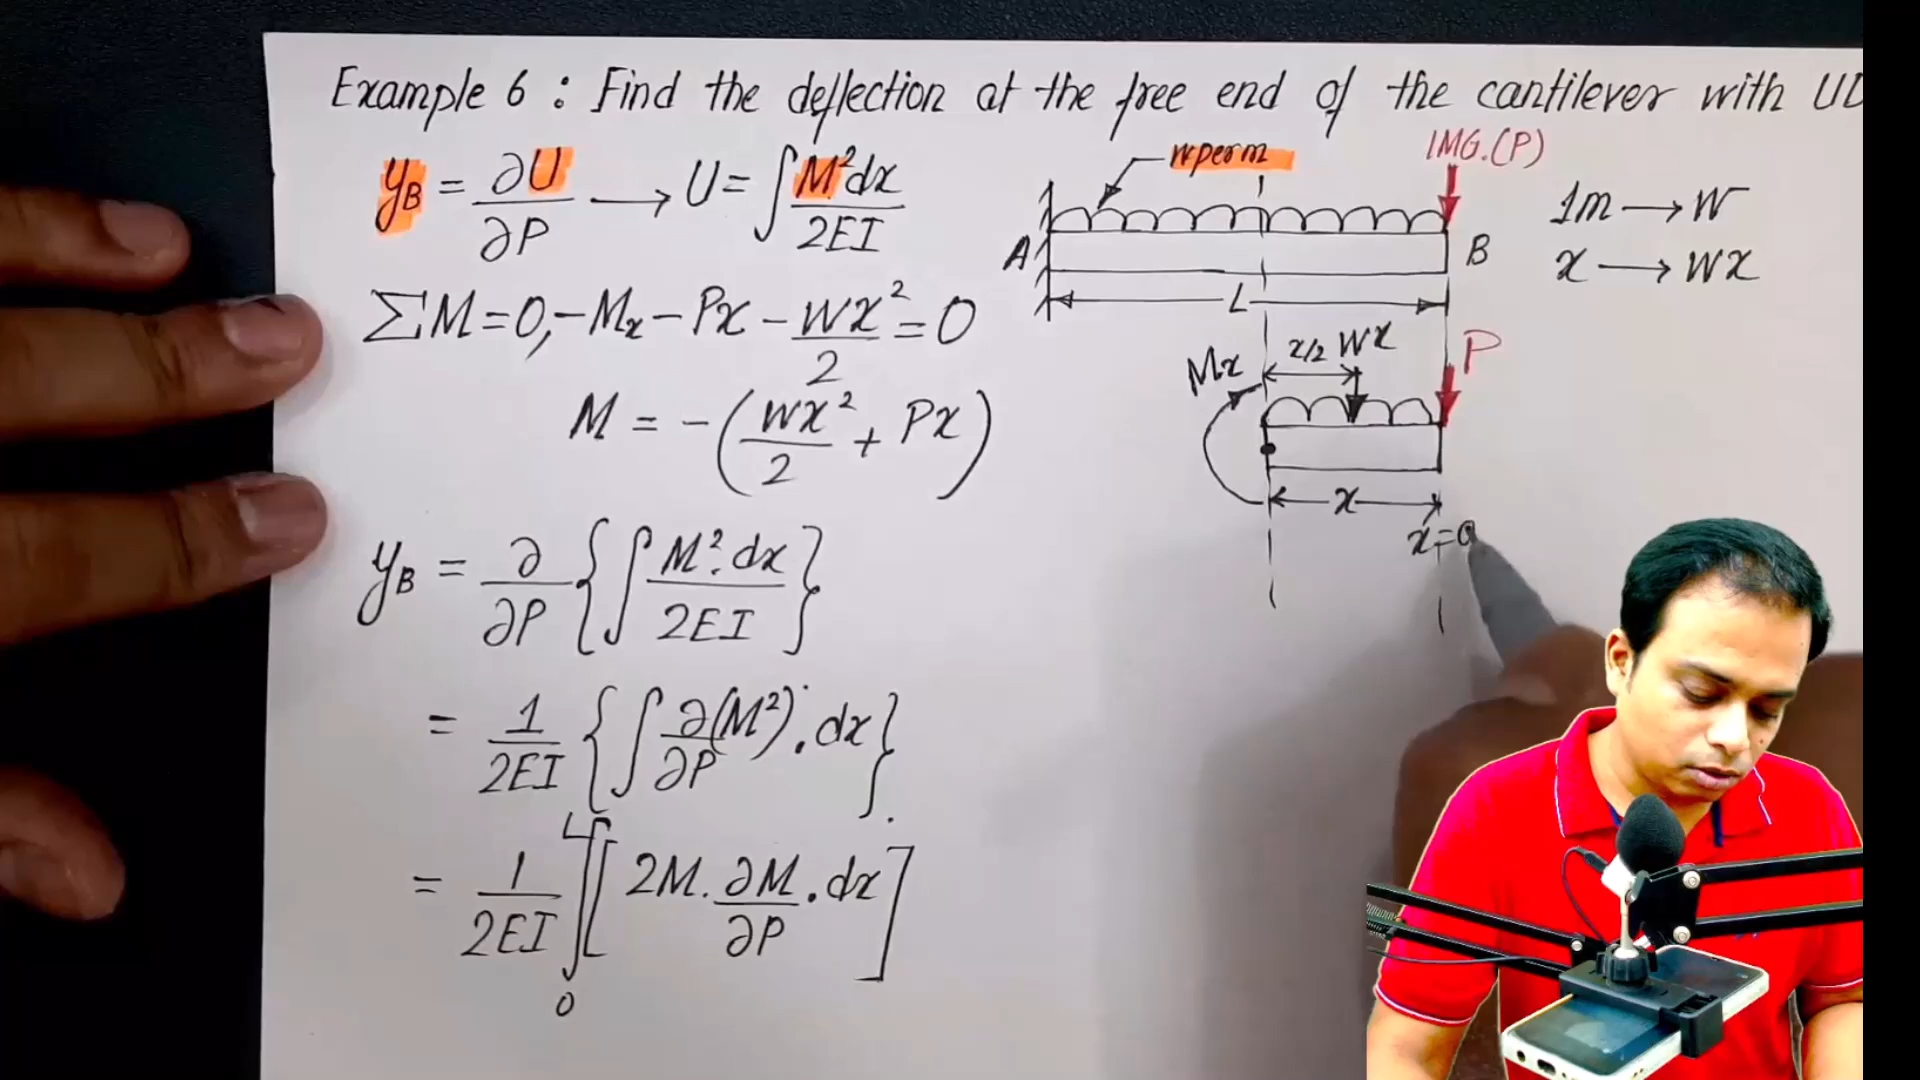 Example 6 : Find the deflection at the free end of the cantilever with UD
y_B = ∂U/∂P → U = ∫ M²dx/2EI
ΣM=0, -Mx - Px - Wx²/2 = 0
M = -(Wx²/2 + Px)
y_B = ∂/∂P {∫ M².dx/2EI}
= 1/2EI {∫ ∂(M²)/∂P . dx}.
= 1/2EI ∫₀ᴸ [2M. ∂M/∂P . dx]
w per m
IMG.(P)
A
B
L
1m → W
x → Wx
Mx
x/2
Wx
P
x
x=0